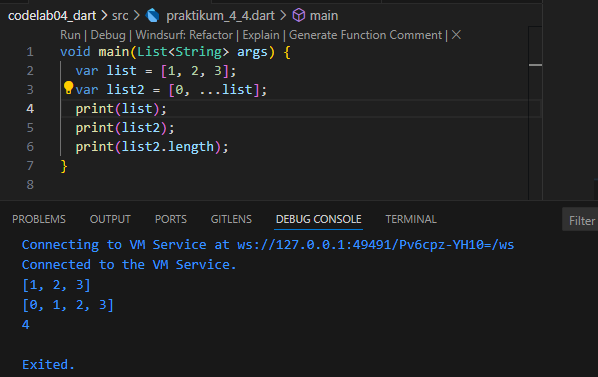 codelab04_dart > src > praktikum_4_4.dart > main
Run | Debug | Windsurf: Refactor | Explain | Generate Function Comment | X
1 void main(List<String> args) {
2 var list = [1, 2, 3];
3 var list2 = [0, ...list];
4 print(list);
5 print(list2);
6 print(list2.length);
7 }
8
PROBLEMS OUTPUT PORTS GITLENS DEBUG CONSOLE TERMINAL Filter
Connecting to VM Service at ws://127.0.0.1:49491/Pv6cpz-YH10=/ws
Connected to the VM Service.
[1, 2, 3]
[0, 1, 2, 3]
4
Exited.